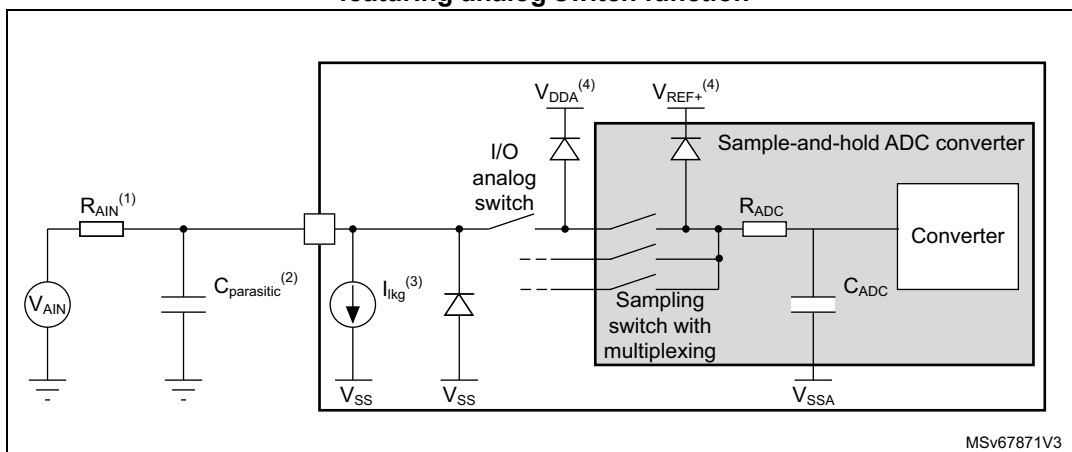 featuring analog switch function
V_DDA^(4)
V_REF+^(4)
Sample-and-hold ADC converter
I/O
analog
switch
R_AIN^(1)
R_ADC
Converter
C_parasitic^(2)
I_lkg^(3)
V_AIN
C_ADC
Sampling
switch with
multiplexing
V_SS
V_SS
V_SSA
MSv67871V3